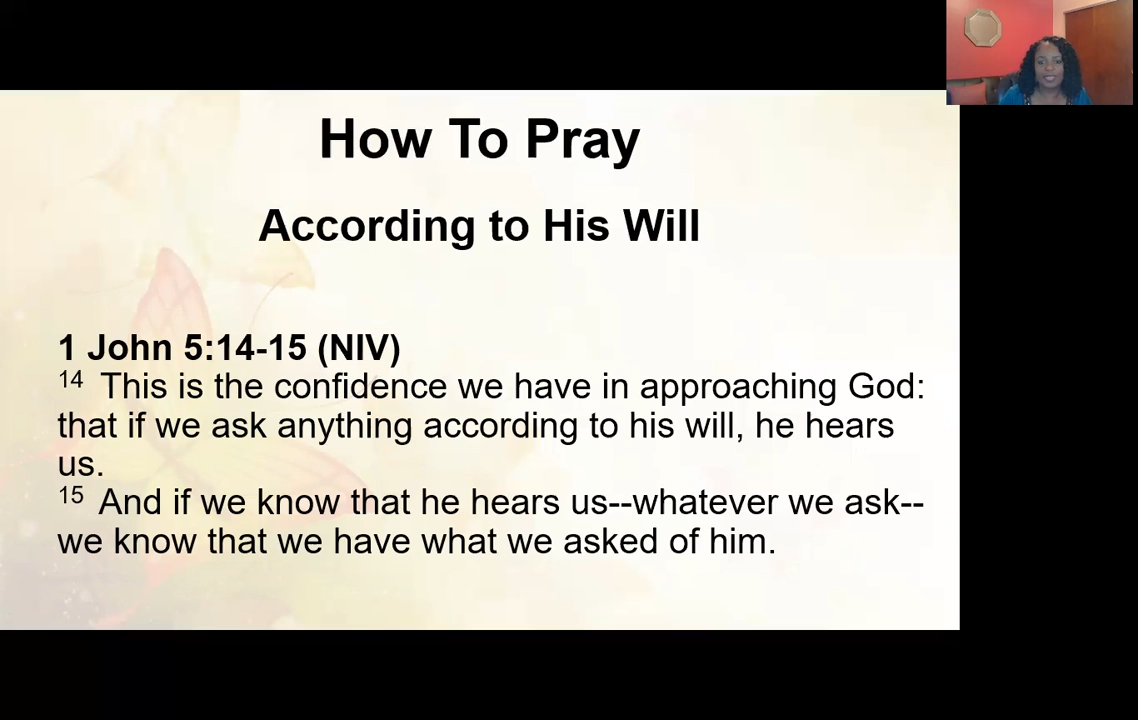 How To Pray
According to His Will
1 John 5:14-15 (NIV)
14 This is the confidence we have in approaching God:
that if we ask anything according to his will, he hears
us.
15 And if we know that he hears us--whatever we ask--
we know that we have what we asked of him.